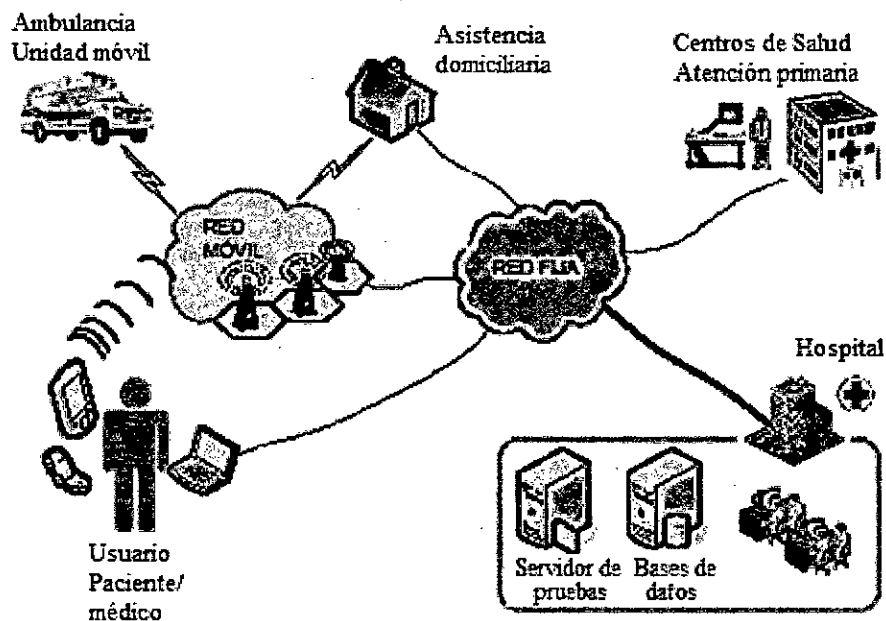 Ambulancia
Unidad móvil
Asistencia
domiciliaria
Centros de Salud
Atención primaria
RED
MÓVIL
RED FIJA
Hospital
Usuario
Paciente/
médico
Servidor de
pruebas
Bases de
datos